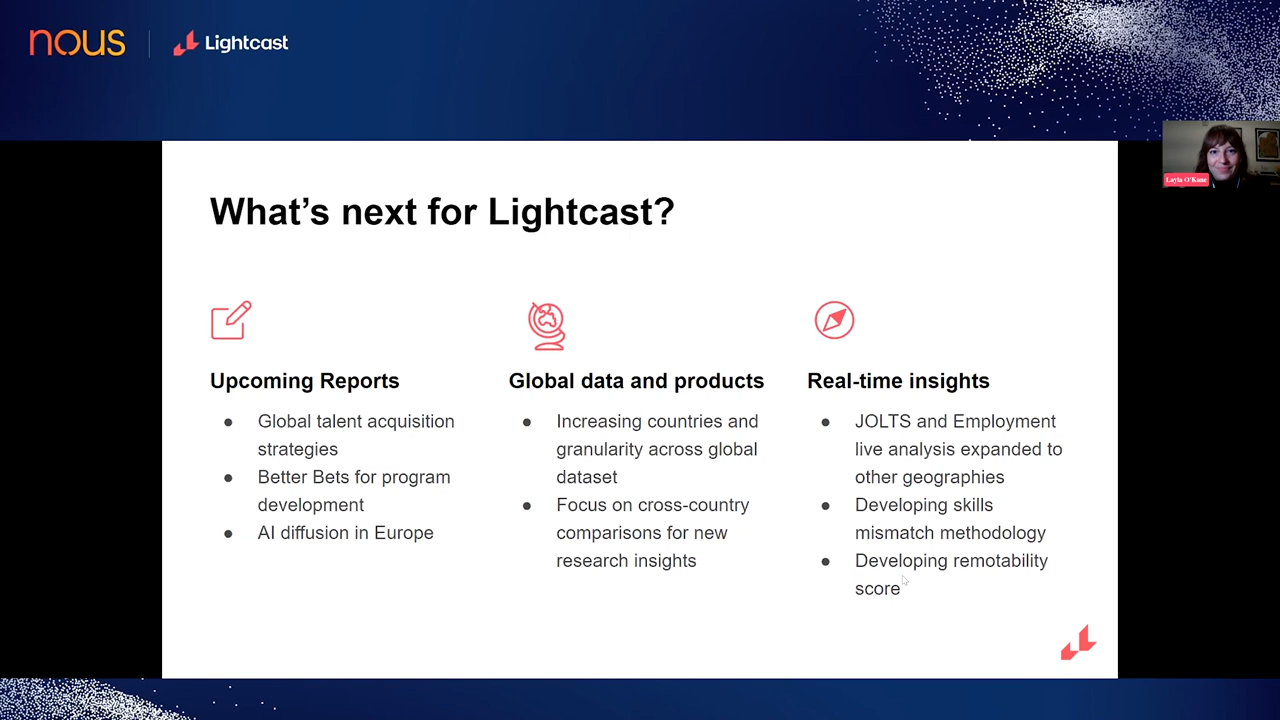 nous
Lightcast
Layla O'Kane
What's next for Lightcast?
Upcoming Reports
● Global talent acquisition
strategies
● Better Bets for program
development
● AI diffusion in Europe
Global data and products
● Increasing countries and
granularity across global
dataset
● Focus on cross-country
comparisons for new
research insights
Real-time insights
● JOLTS and Employment
live analysis expanded to
other geographies
● Developing skills
mismatch methodology
● Developing remotability
score